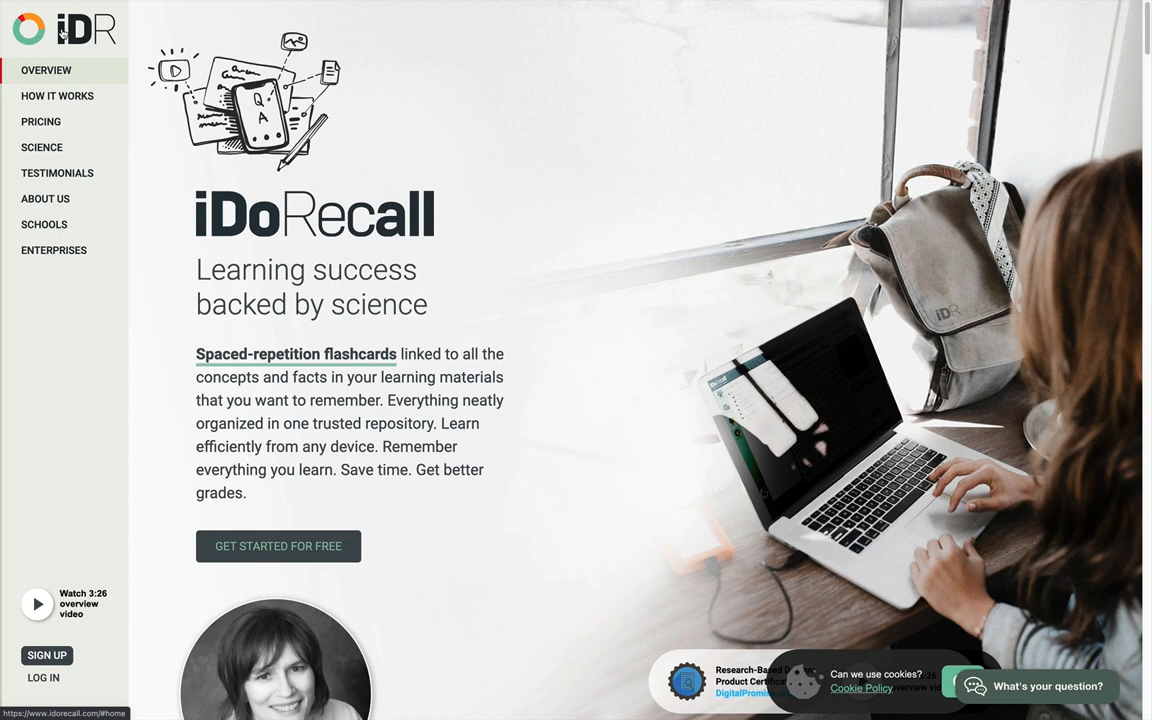 iDR
OVERVIEW
HOW IT WORKS
PRICING
SCIENCE
TESTIMONIALS
ABOUT US
SCHOOLS
ENTERPRISES
Watch 3:26
overview
video
SIGN UP
LOG IN
https://www.idorecall.com/#home
Q
A
iDoRecall
Learning success
backed by science
Spaced-repetition flashcards linked to all the
concepts and facts in your learning materials
that you want to remember. Everything neatly
organized in one trusted repository. Learn
efficiently from any device. Remember
everything you learn. Save time. Get better
grades.
GET STARTED FOR FREE
iDR
Research-Based
Product
DigitalPromise
Can we use cookies?
Cookie Policy
What's your question?